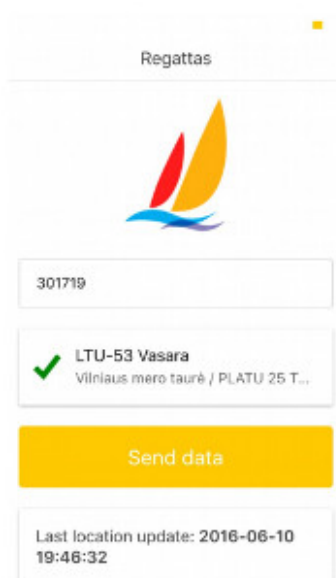 Regattas
301719
LTU-53 Vasara
Vilniaus mero taurė / PLATU 25 T...
Send data
Last location update: 2016-06-10
19:46:32